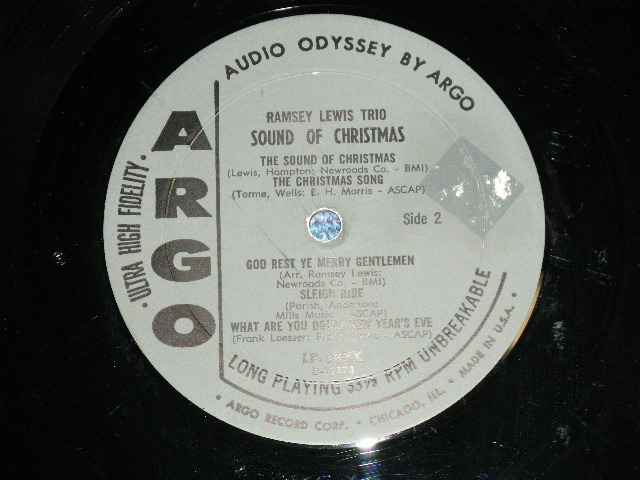 AUDIO ODYSSEY BY ARGO
ARGO
• ULTRA HIGH FIDELITY •
RAMSEY LEWIS TRIO
SOUND OF CHRISTMAS
THE SOUND OF CHRISTMAS
(Lewis, Hampton: Newroads Co. - BMI)
THE CHRISTMAS SONG
(Torme, Wells: E. H. Morris - ASCAP)
Side 2
GOD REST YE MERRY GENTLEMEN
(Arr. Ramsey Lewis:
Newroads Co. - BMI)
SLEIGH RIDE
(Parish, Anderson:
Mills Music - ASCAP)
WHAT ARE YOU DOING NEW YEAR'S EVE
(Frank Loesser: Music - ASCAP)
LONG PLAYING 33⅓ RPM UNBREAKABLE
• ARGO RECORD CORP. • CHICAGO, ILL. • MADE IN U.S.A. •